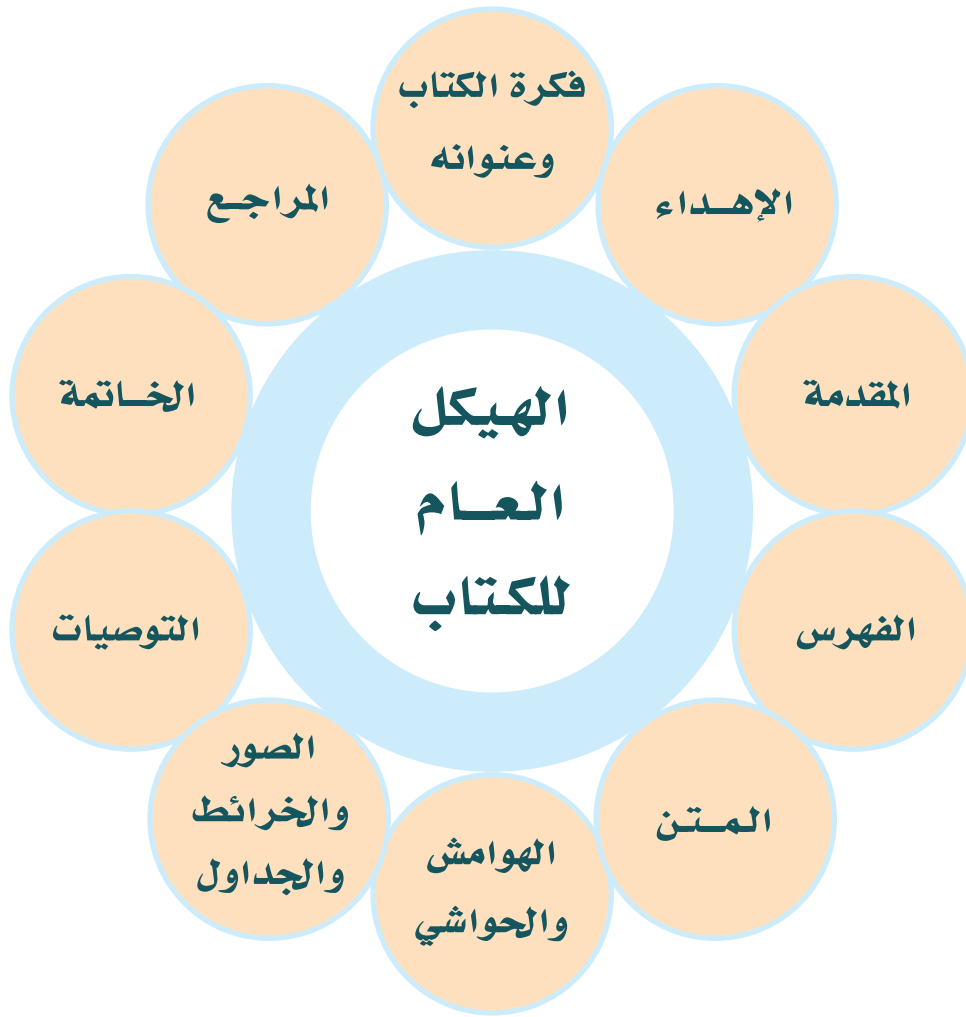 الهيكل
العـام
للكتاب
فكرة الكتاب
وعنوانه
الإهـداء
المقدمة
الفهرس
المـتن
الهوامش
والحواشي
الصور
والخرائط
والجداول
التوصيات
الخـاتمة
المراجـع